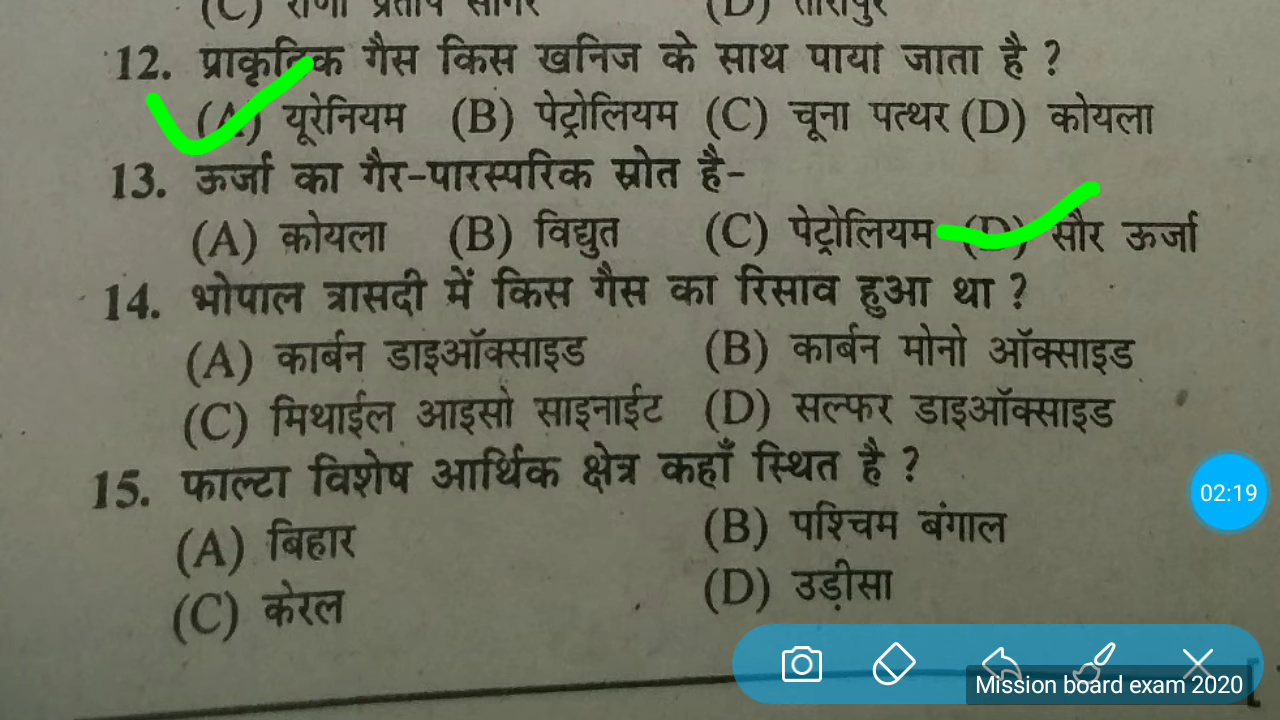 (C) राणा प्रताप सागर (D) तारापुर
12. प्राकृतिक गैस किस खनिज के साथ पाया जाता है ?
(A) यूरेनियम (B) पेट्रोलियम (C) चूना पत्थर (D) कोयला
13. ऊर्जा का गैर-पारस्परिक स्रोत है-
(A) कोयला (B) विद्युत (C) पेट्रोलियम (D) सौर ऊर्जा
14. भोपाल त्रासदी में किस गैस का रिसाव हुआ था ?
(A) कार्बन डाइऑक्साइड (B) कार्बन मोनो ऑक्साइड
(C) मिथाईल आइसो साइनाईट (D) सल्फर डाइऑक्साइड
15. फाल्टा विशेष आर्थिक क्षेत्र कहाँ स्थित है ?
02:19
(A) बिहार (B) पश्चिम बंगाल
(C) केरल (D) उड़ीसा
Mission board exam 2020